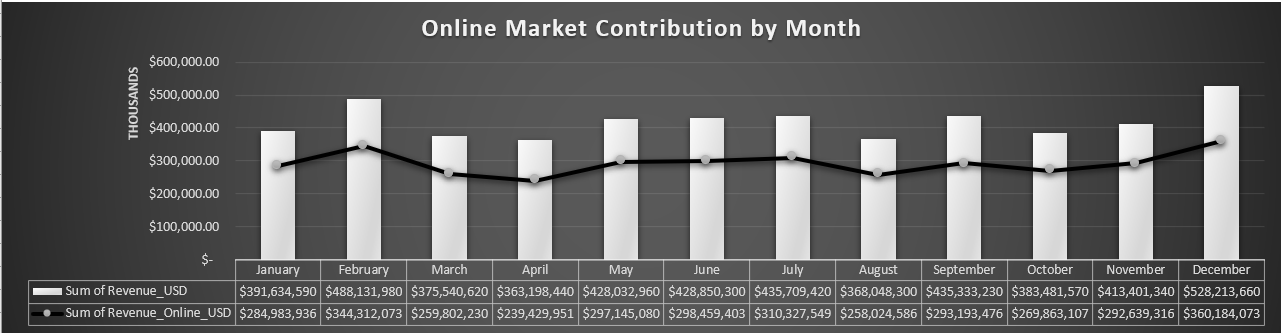 Online Market Contribution by Month
THOUSANDS
$600,000.00
$500,000.00
$400,000.00
$300,000.00
$200,000.00
$100,000.00
$-
January February March April May June July August September October November December
Sum of Revenue_USD $391,634,590 $488,131,980 $375,540,620 $363,198,440 $428,032,960 $428,850,300 $435,709,420 $368,048,300 $435,333,230 $383,481,570 $413,401,340 $528,213,660
Sum of Revenue_Online_USD $284,983,936 $344,312,073 $259,802,230 $239,429,951 $297,145,080 $298,459,403 $310,327,549 $258,024,586 $293,193,476 $269,863,107 $292,639,316 $360,184,073